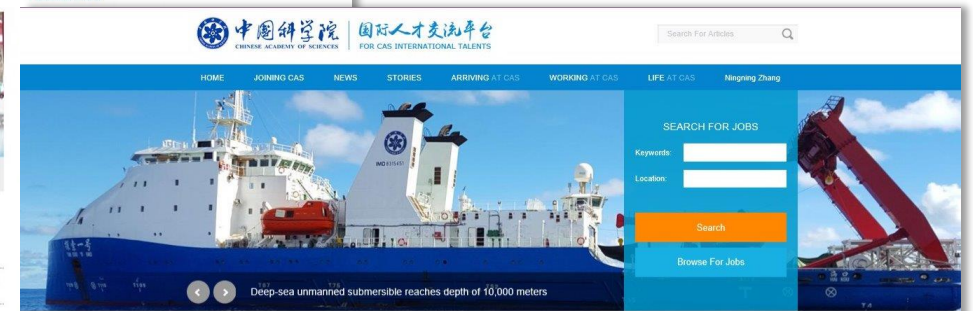 中国科学院
CHINESE ACADEMY OF SCIENCES
国际人才交流平台
FOR CAS INTERNATIONAL TALENTS
Search For Articles
HOME JOINING CAS NEWS STORIES ARRIVING AT CAS WORKING AT CAS LIFE AT CAS Ningning Zhang
SEARCH FOR JOBS
Keywords:
Location:
Search
Browse For Jobs
Deep-sea unmanned submersible reaches depth of 10,000 meters